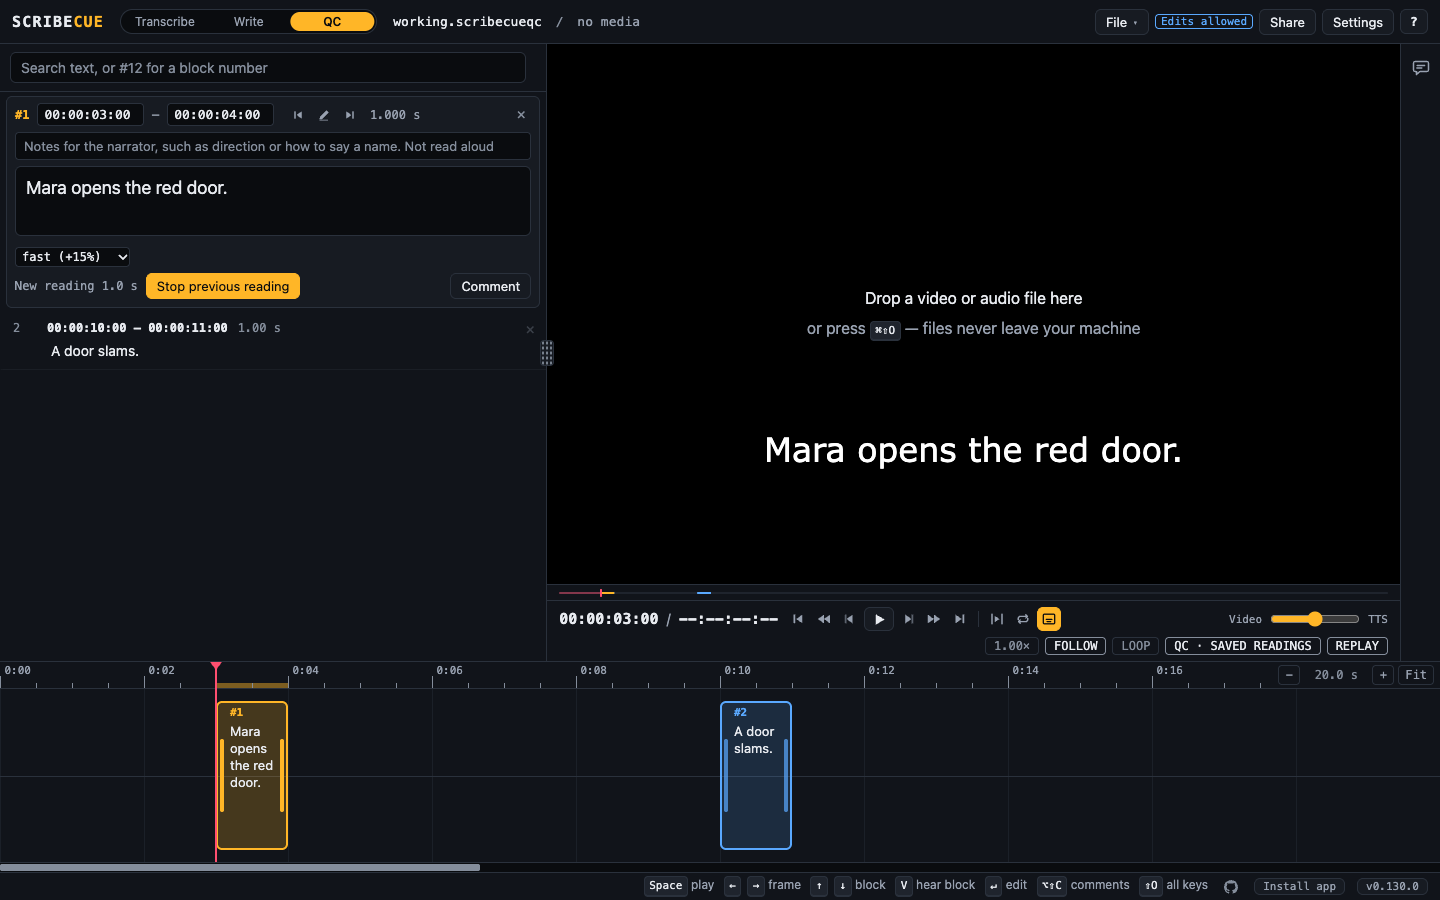 SCRIBECUE Transcribe Write QC working.scribecueqc / no media File Edits allowed Share Settings ?
Search text, or #12 for a block number
#1 00:00:03:00 — 00:00:04:00 1.000 s ×
Notes for the narrator, such as direction or how to say a name. Not read aloud
Mara opens the red door.
fast (+15%)
New reading 1.0 s Stop previous reading Comment
2 00:00:10:00 — 00:00:11:00 1.00 s ×
A door slams.
Drop a video or audio file here
or press ⌘⇧O — files never leave your machine
Mara opens the red door.
00:00:03:00 / --:--:--:-- Video TTS
1.00× FOLLOW LOOP QC · SAVED READINGS REPLAY
0:00 0:02 0:04 0:06 0:08 0:10 0:12 0:14 0:16 − 20.0 s + Fit
#1
Mara
opens
the red
door.
#2
A door
slams.
Space play ← → frame ↑ ↓ block V hear block ↵ edit ⌥⇧C comments ⇧O all keys Install app v0.130.0